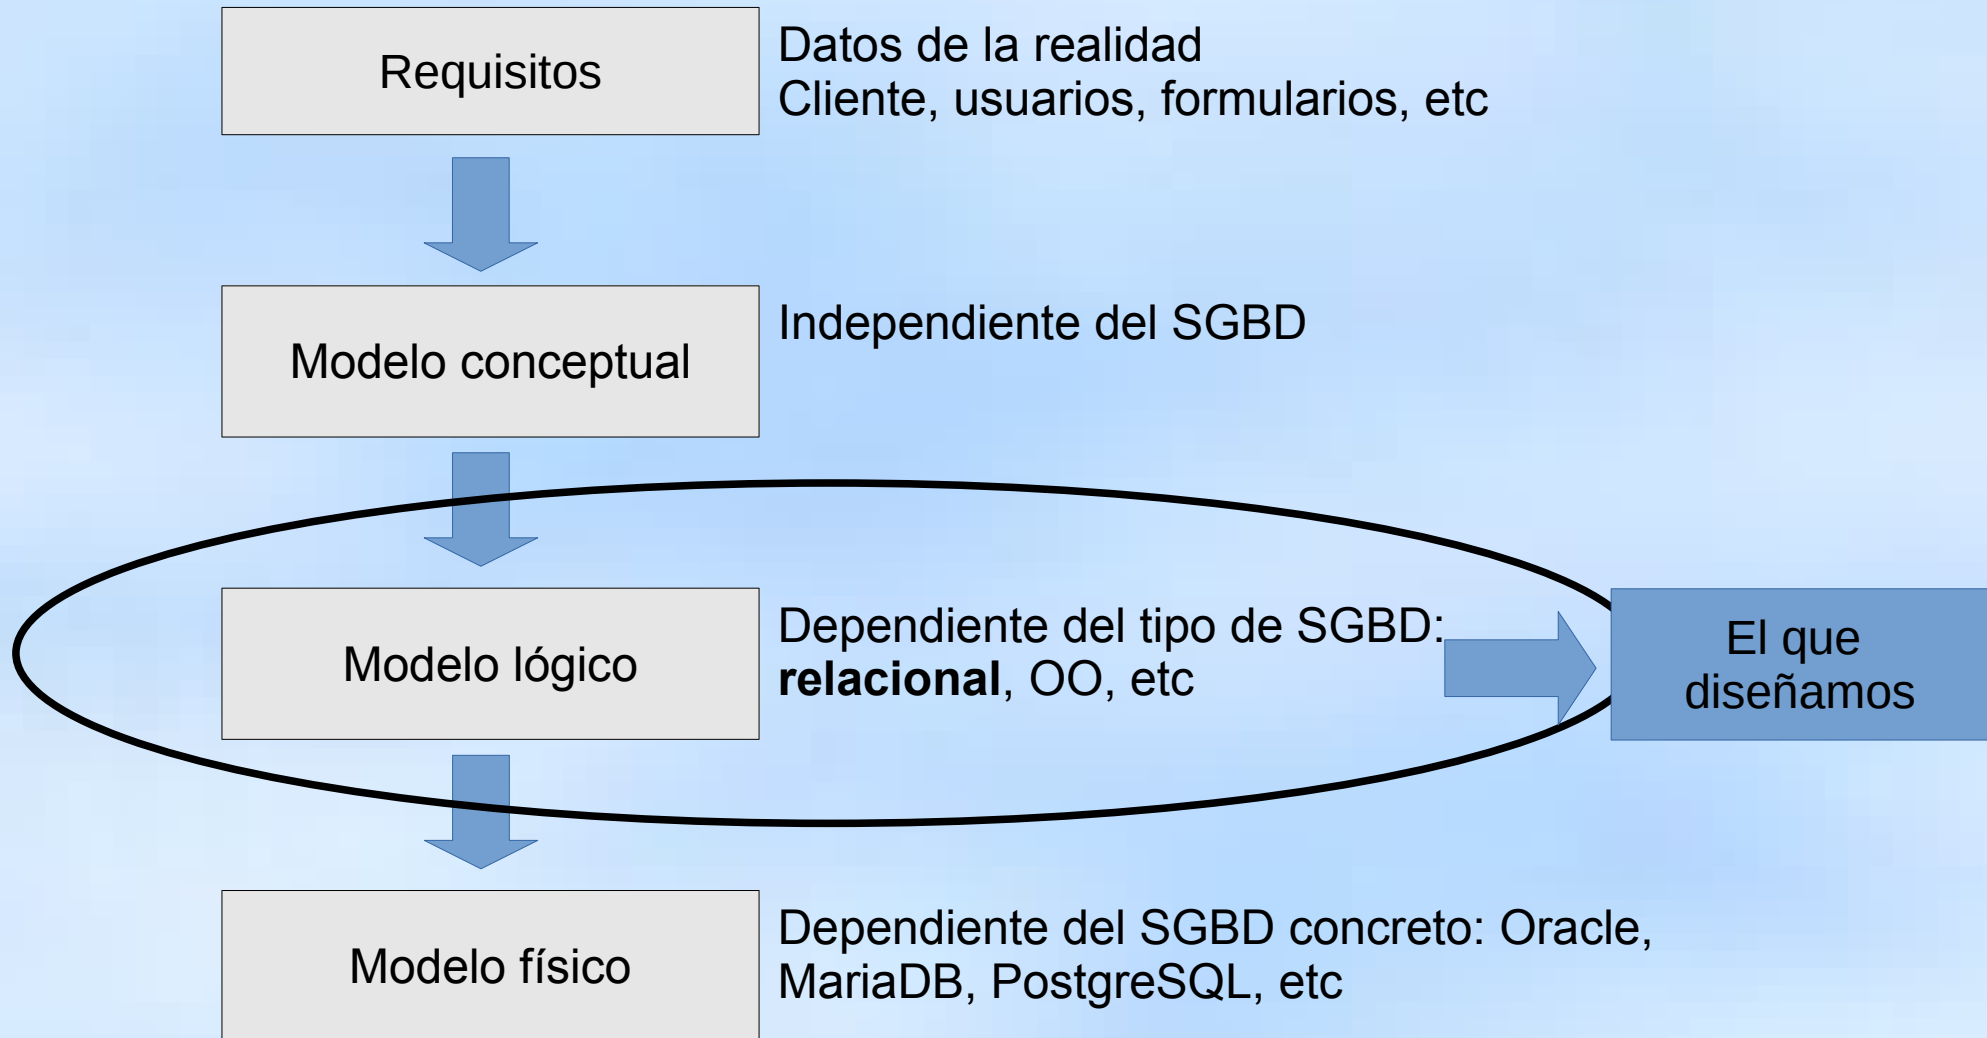 Requisitos
Datos de la realidad
Cliente, usuarios, formularios, etc
Modelo conceptual
Independiente del SGBD
Modelo lógico
Dependiente del tipo de SGBD:
relacional, OO, etc
El que
diseñamos
Modelo físico
Dependiente del SGBD concreto: Oracle,
MariaDB, PostgreSQL, etc